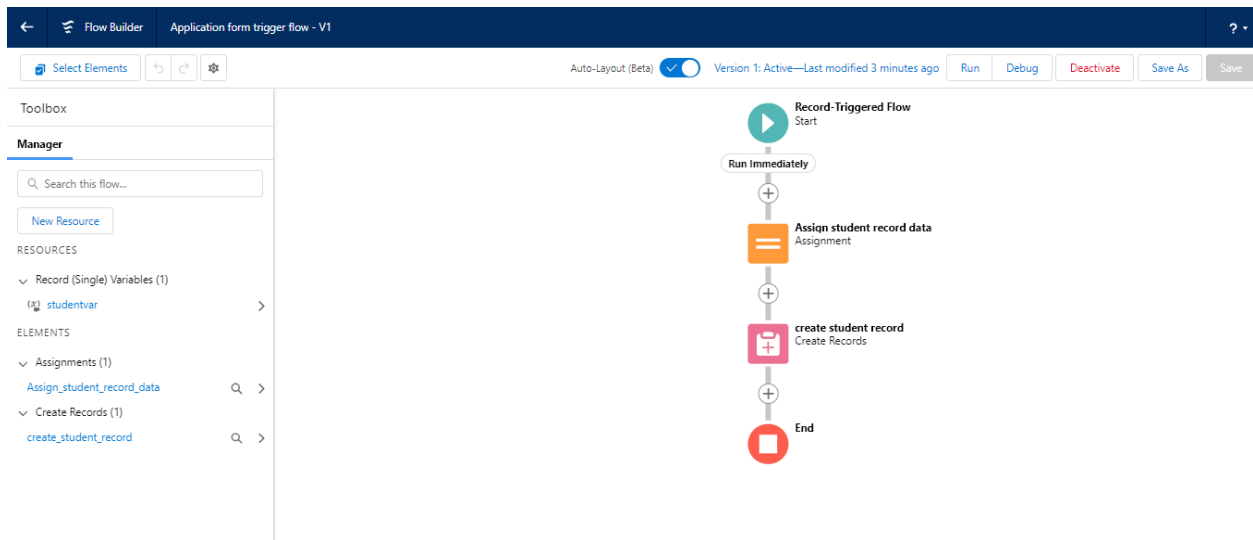 Flow Builder
Application form trigger flow - V1
?
Select Elements
Auto-Layout (Beta)
Version 1: Active—Last modified 3 minutes ago
Run
Debug
Deactivate
Save As
Save
Toolbox
Manager
Search this flow...
New Resource
RESOURCES
Record (Single) Variables (1)
studentvar
ELEMENTS
Assignments (1)
Assign_student_record_data
Create Records (1)
create_student_record
Record-Triggered Flow
Start
Run Immediately
Assign student record data
Assignment
create student record
Create Records
End